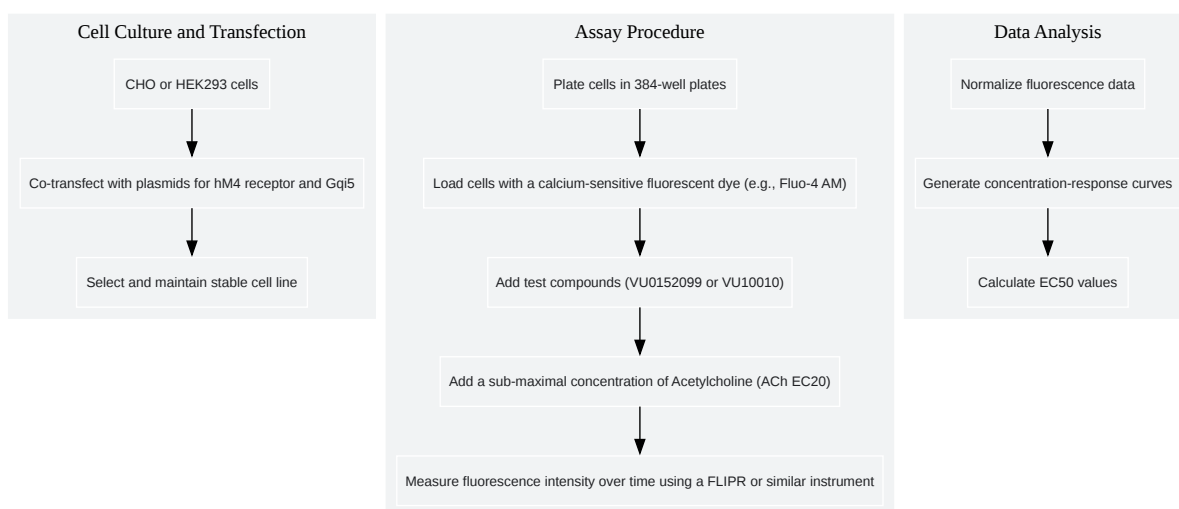 Cell Culture and Transfection
CHO or HEK293 cells
Co-transfect with plasmids for hM4 receptor and Gqi5
Select and maintain stable cell line
Assay Procedure
Plate cells in 384-well plates
Load cells with a calcium-sensitive fluorescent dye (e.g., Fluo-4 AM)
Add test compounds (VU0152099 or VU10010)
Add a sub-maximal concentration of Acetylcholine (ACh EC20)
Measure fluorescence intensity over time using a FLIPR or similar instrument
Data Analysis
Normalize fluorescence data
Generate concentration-response curves
Calculate EC50 values